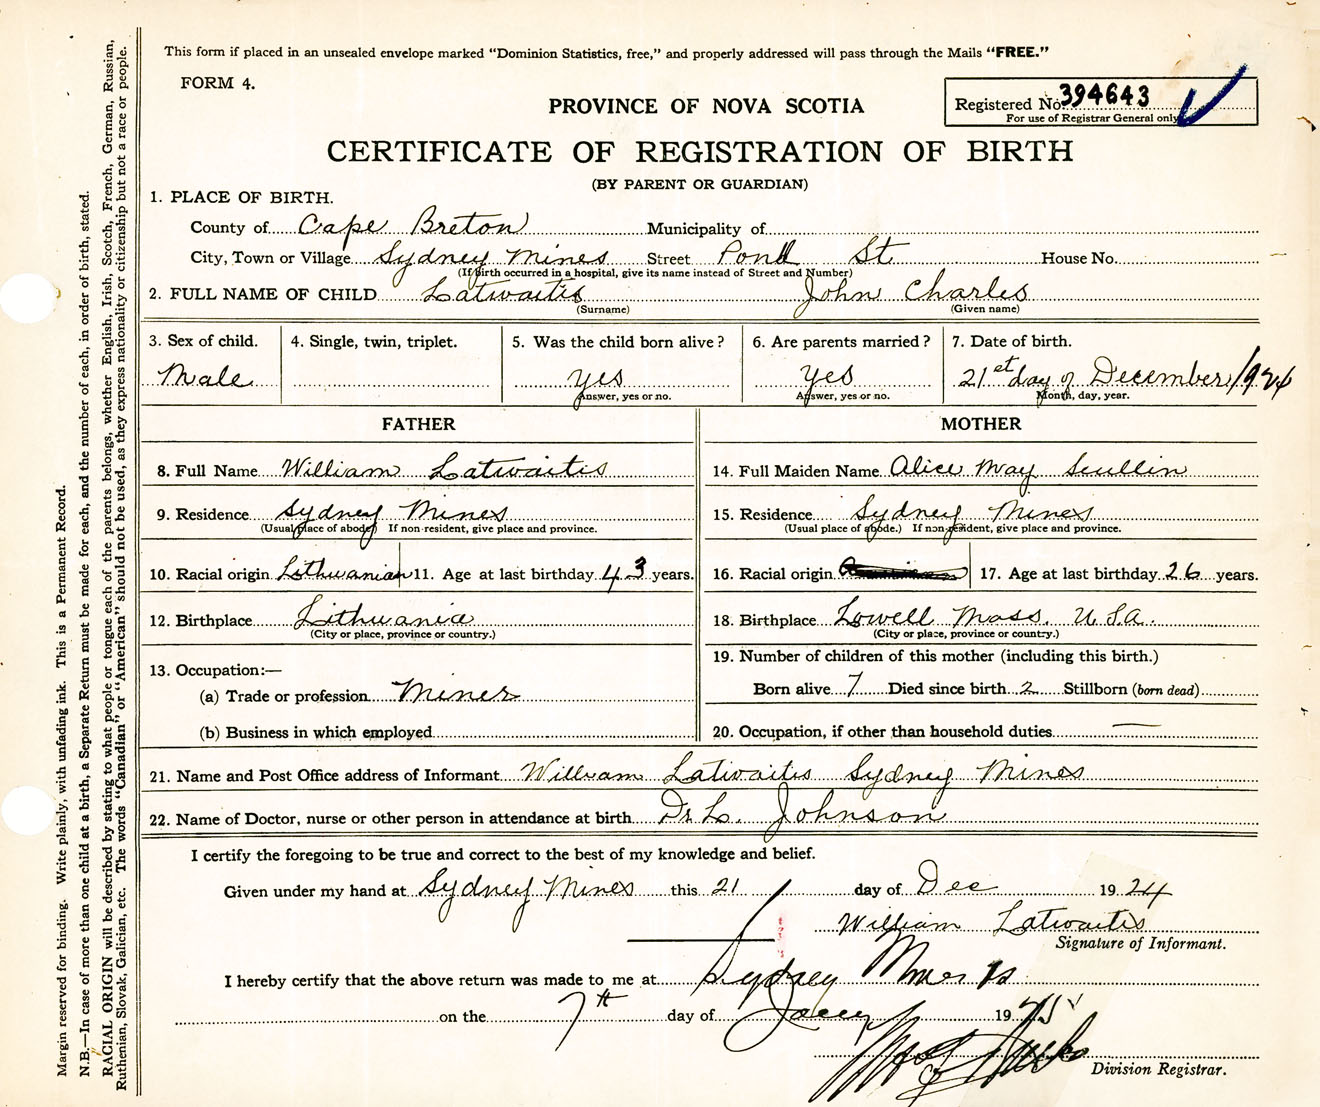 This form if placed in an unsealed envelope marked "Dominion Statistics, free," and properly addressed will pass through the Mails "FREE."
FORM 4.
PROVINCE OF NOVA SCOTIA
Registered No. 394643
For use of Registrar General only
CERTIFICATE OF REGISTRATION OF BIRTH
(BY PARENT OR GUARDIAN)
1. PLACE OF BIRTH.
County of Cape Breton Municipality of
City, Town or Village Sydney Mines Street Pond St House No.
(If birth occurred in a hospital, give its name instead of Street and Number)
2. FULL NAME OF CHILD Latwaitis John Charles
(Surname) (Given name)
3. Sex of child. 4. Single, twin, triplet. 5. Was the child born alive? 6. Are parents married? 7. Date of birth.
Male yes yes 21st day of December 1924
Answer, yes or no. Answer, yes or no. Month, day, year.
FATHER MOTHER
8. Full Name William Latwaitis 14. Full Maiden Name Alice May Scullin
9. Residence Sydney Mines 15. Residence Sydney Mines
(Usual place of abode) If non-resident, give place and province. (Usual place of abode.) If non-resident, give place and province.
10. Racial origin Lithuanian 11. Age at last birthday 43 years. 16. Racial origin 17. Age at last birthday 26 years.
12. Birthplace Lithuania 18. Birthplace Lowell Mass. U.S.A.
(City or place, province or country.) (City or place, province or country.)
13. Occupation:— 19. Number of children of this mother (including this birth.)
(a) Trade or profession Miner Born alive 7 Died since birth 2 Stillborn (born dead)
(b) Business in which employed 20. Occupation, if other than household duties —
21. Name and Post Office address of Informant William Latwaitis Sydney Mines
22. Name of Doctor, nurse or other person in attendance at birth Dr L. Johnson
I certify the foregoing to be true and correct to the best of my knowledge and belief.
Given under my hand at Sydney Mines this 21 day of Dec 1924
William Latwaitis
Signature of Informant.
I hereby certify that the above return was made to me at Sydney Mines
on the 7th day of Jany 1925
Division Registrar.
Margin reserved for binding. Write plainly, with unfading ink. This is a Permanent Record.
N.B.—In case of more than one child at a birth, a Separate Return must be made for each, and the number of each, in order of birth, stated.
RACIAL ORIGIN will be described by stating to what people or tongue each of the parents belongs, whether English, Irish, Scotch, French, German, Russian,
Ruthenian, Slovak, Galician, etc. The words "Canadian" or "American" should not be used, as they express nationality or citizenship but not a race or people.